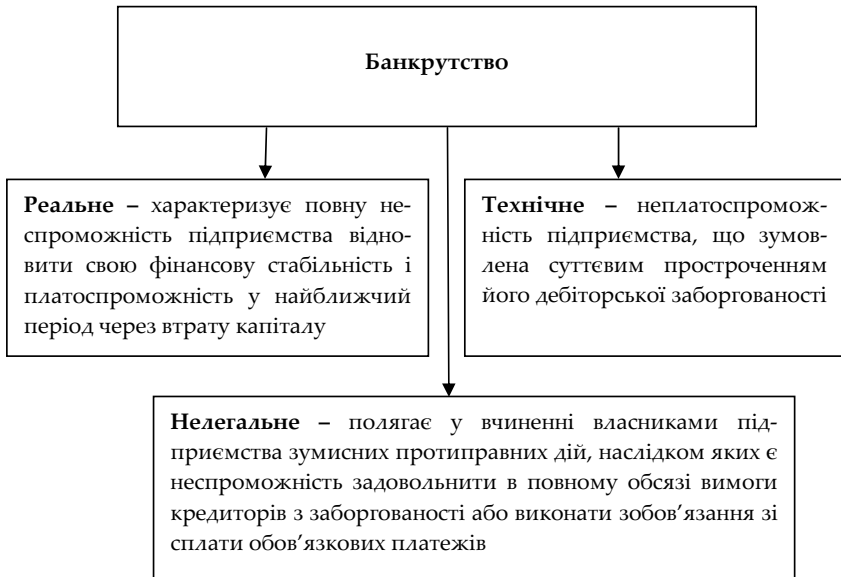 Банкрутство
Реальне – характеризує повну не-
спроможність підприємства відно-
вити свою фінансову стабільність і
платоспроможність у найближчий
період через втрату капіталу
Технічне – неплатоспромож-
ність підприємства, що зумов-
лена суттєвим простроченням
його дебіторської заборгованості
Нелегальне – полягає у вчиненні власниками під-
приємства зумисних протиправних дій, наслідком яких є
неспроможність задовольнити в повному обсязі вимоги
кредиторів з заборгованості або виконати зобов’язання зі
сплати обов’язкових платежів